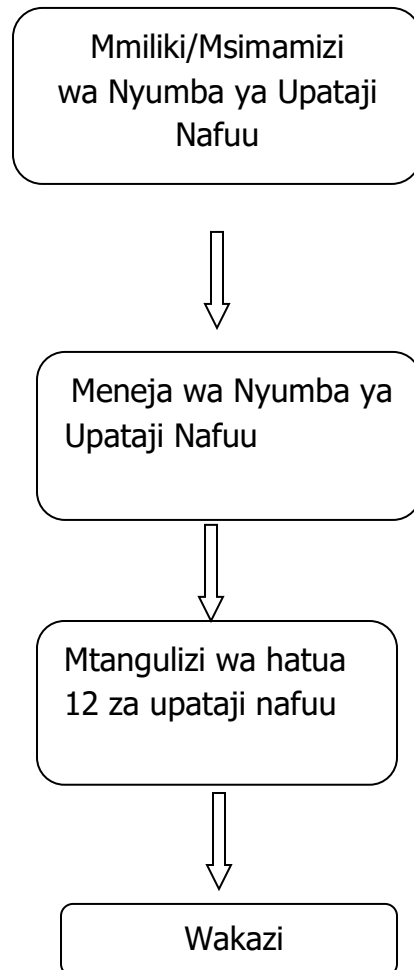 Mmiliki/Msimamizi
wa Nyumba ya Upataji
Nafuu
Meneja wa Nyumba ya
Upataji Nafuu
Mtangulizi wa hatua
12 za upataji nafuu
Wakazi